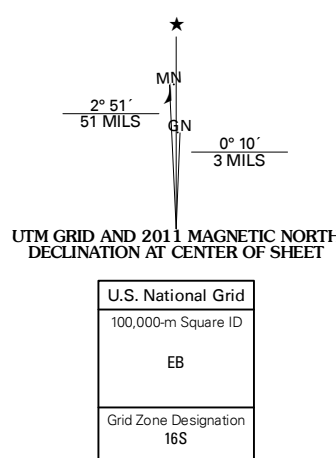 MN
2° 51´
51 MILS
GN
0° 10´
3 MILS
UTM GRID AND 2011 MAGNETIC NORTH
DECLINATION AT CENTER OF SHEET
U.S. National Grid
100,000-m Square ID
EB
Grid Zone Designation
16S